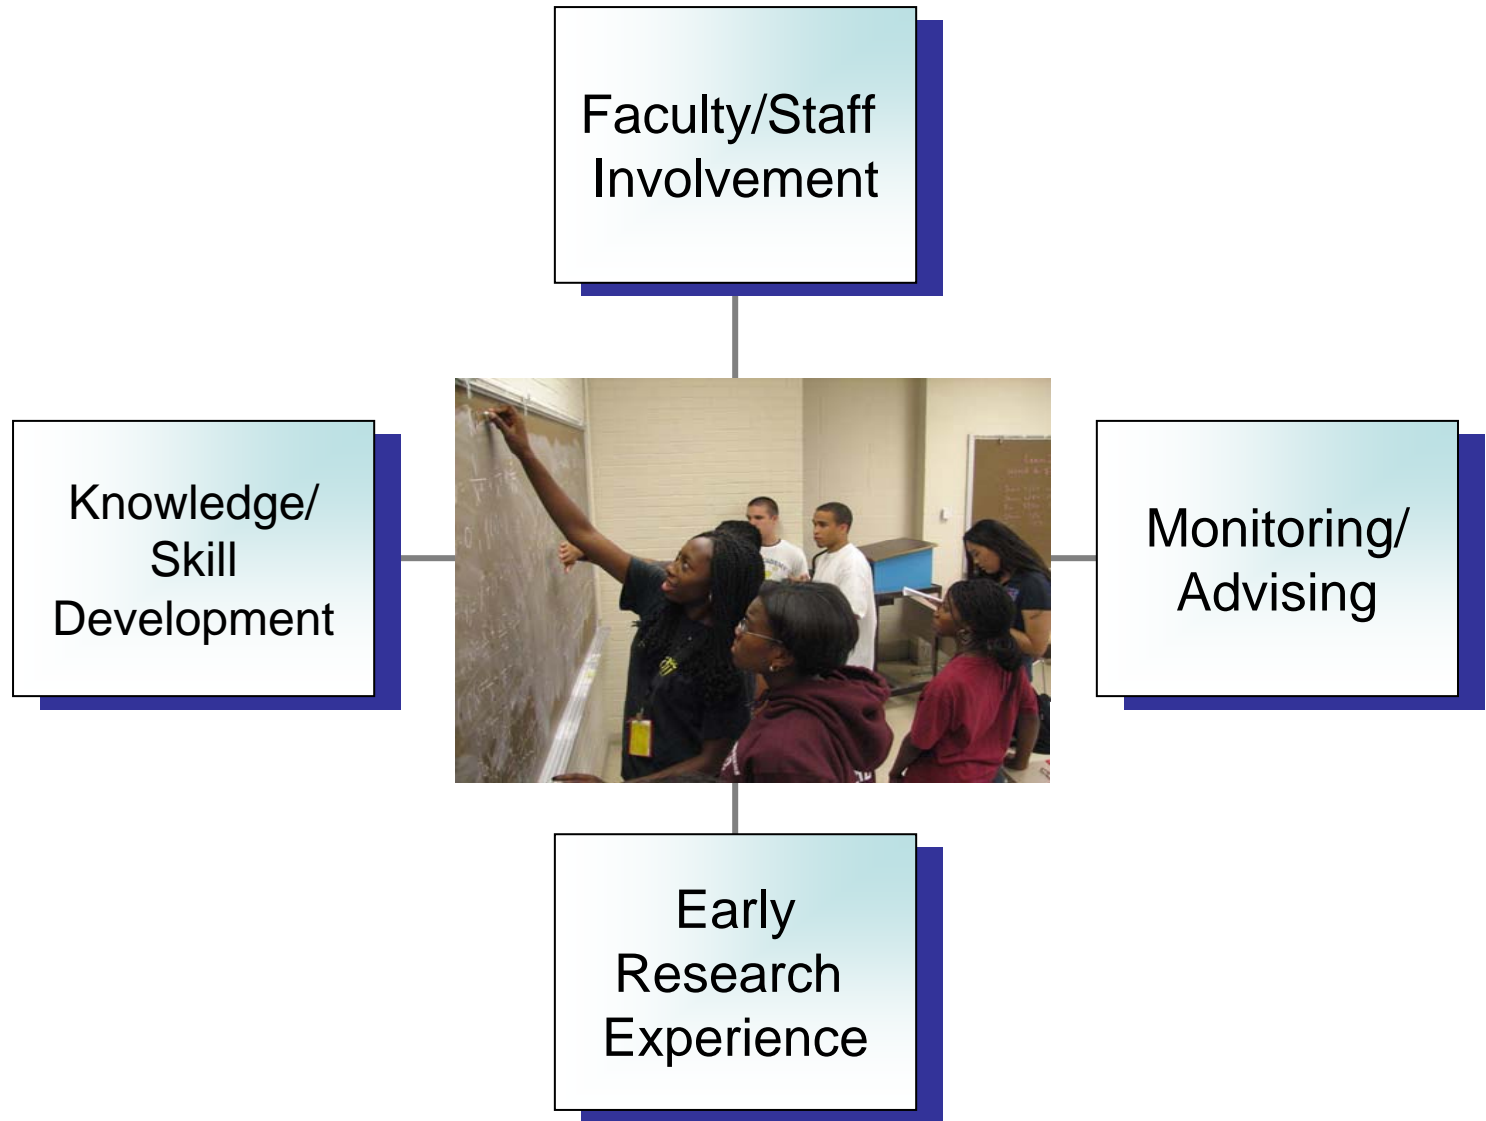 Faculty/Staff
Involvement
Knowledge/
Skill
Development
Monitoring/
Advising
Early
Research
Experience